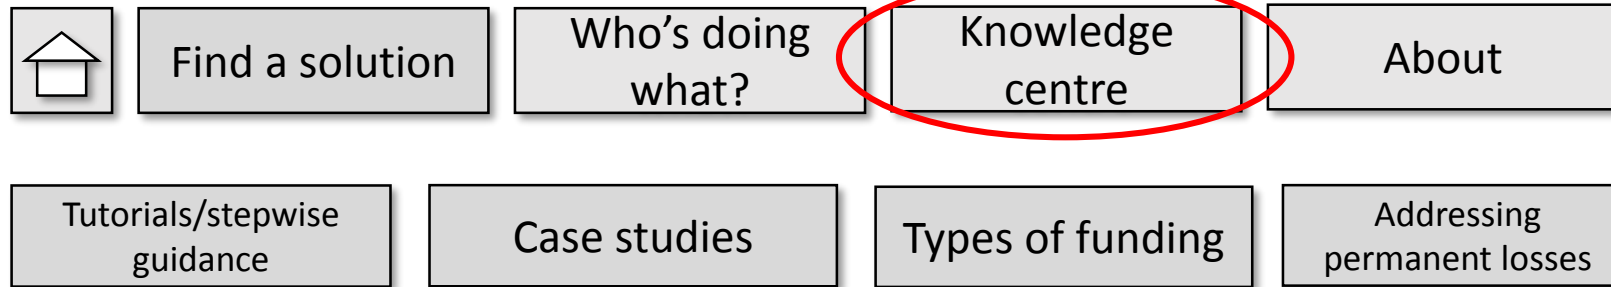 Find a solution
Who’s doing
what?
Knowledge
centre
About
Tutorials/stepwise
guidance
Case studies
Types of funding
Addressing
permanent losses